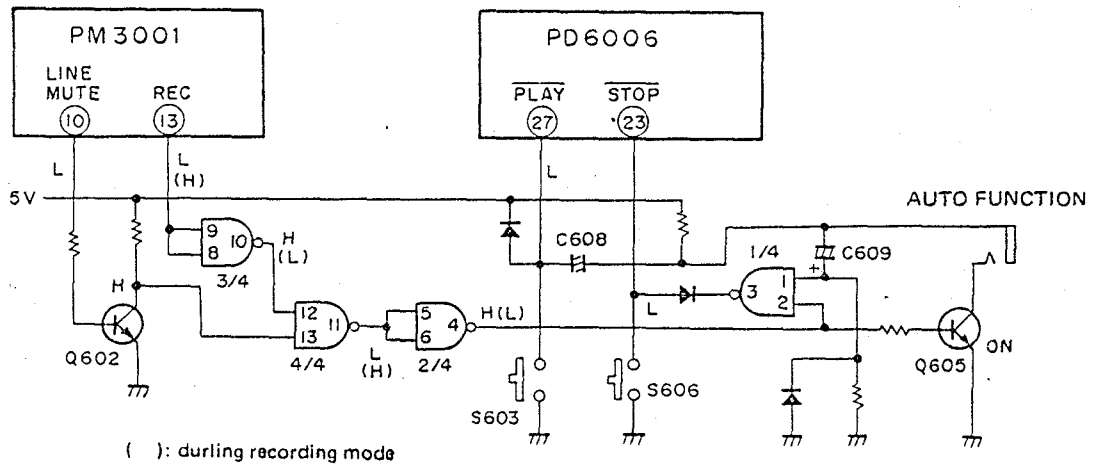 PM3001
LINE
MUTE
REC
10
13
PD6006
PLAY
STOP
27
23
L
L
(H)
L
5V
AUTO FUNCTION
9
8
10
3/4
H
(L)
C608
1/4
C609
+
1
2
3
H
12
13
11
4/4
5
6
4
2/4
H(L)
L
L
(H)
Q602
S603
S606
Q605
ON
( ): durling recording mode